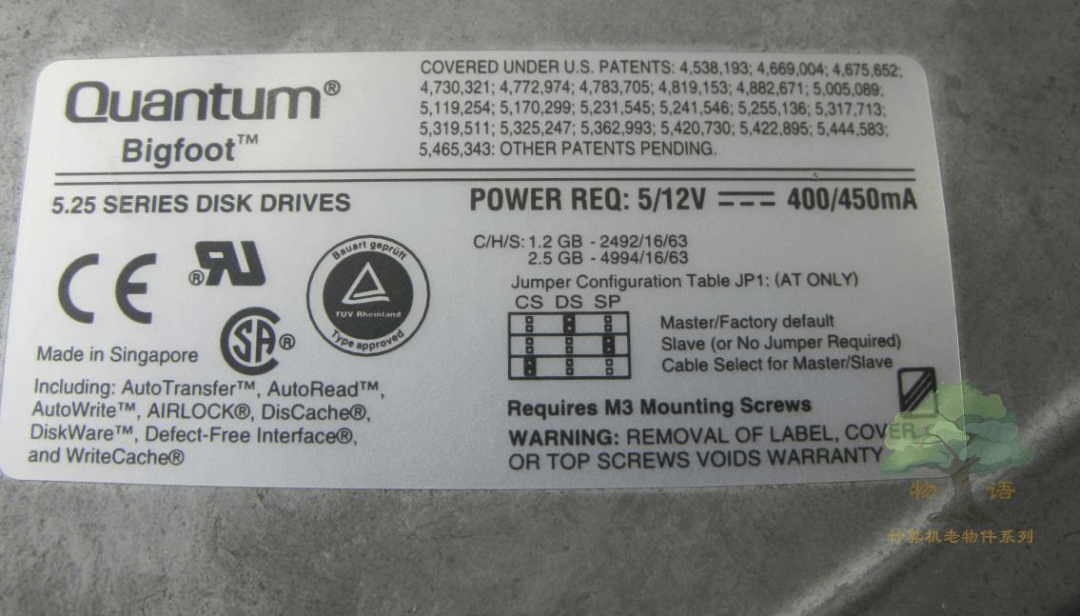 Quantum®
Bigfoot™
COVERED UNDER U.S. PATENTS: 4,538,193; 4,669,004; 4,675,652;
4,730,321; 4,772,974; 4,783,705; 4,819,153; 4,882,671; 5,005,089;
5,119,254; 5,170,299; 5,231,545; 5,241,546; 5,255,136; 5,317,713;
5,319,511; 5,325,247; 5,362,993; 5,420,730; 5,422,895; 5,444,583;
5,465,343: OTHER PATENTS PENDING.
5.25 SERIES DISK DRIVES
POWER REQ: 5/12V 400/450mA
CE
®RU
Bauart geprüft
TÜV Rheinland
Type approved
SA®
Made in Singapore
Including: AutoTransfer™, AutoRead™,
AutoWrite™, AIRLOCK®, DisCache®,
DiskWare™, Defect-Free Interface®,
and WriteCache®
C/H/S: 1.2 GB - 2492/16/63
2.5 GB - 4994/16/63
Jumper Configuration Table JP1: (AT ONLY)
CS DS SP
Master/Factory default
Slave (or No Jumper Required)
Cable Select for Master/Slave
Requires M3 Mounting Screws
WARNING: REMOVAL OF LABEL, COVER
OR TOP SCREWS VOIDS WARRANTY
物 语
计算机老物件系列